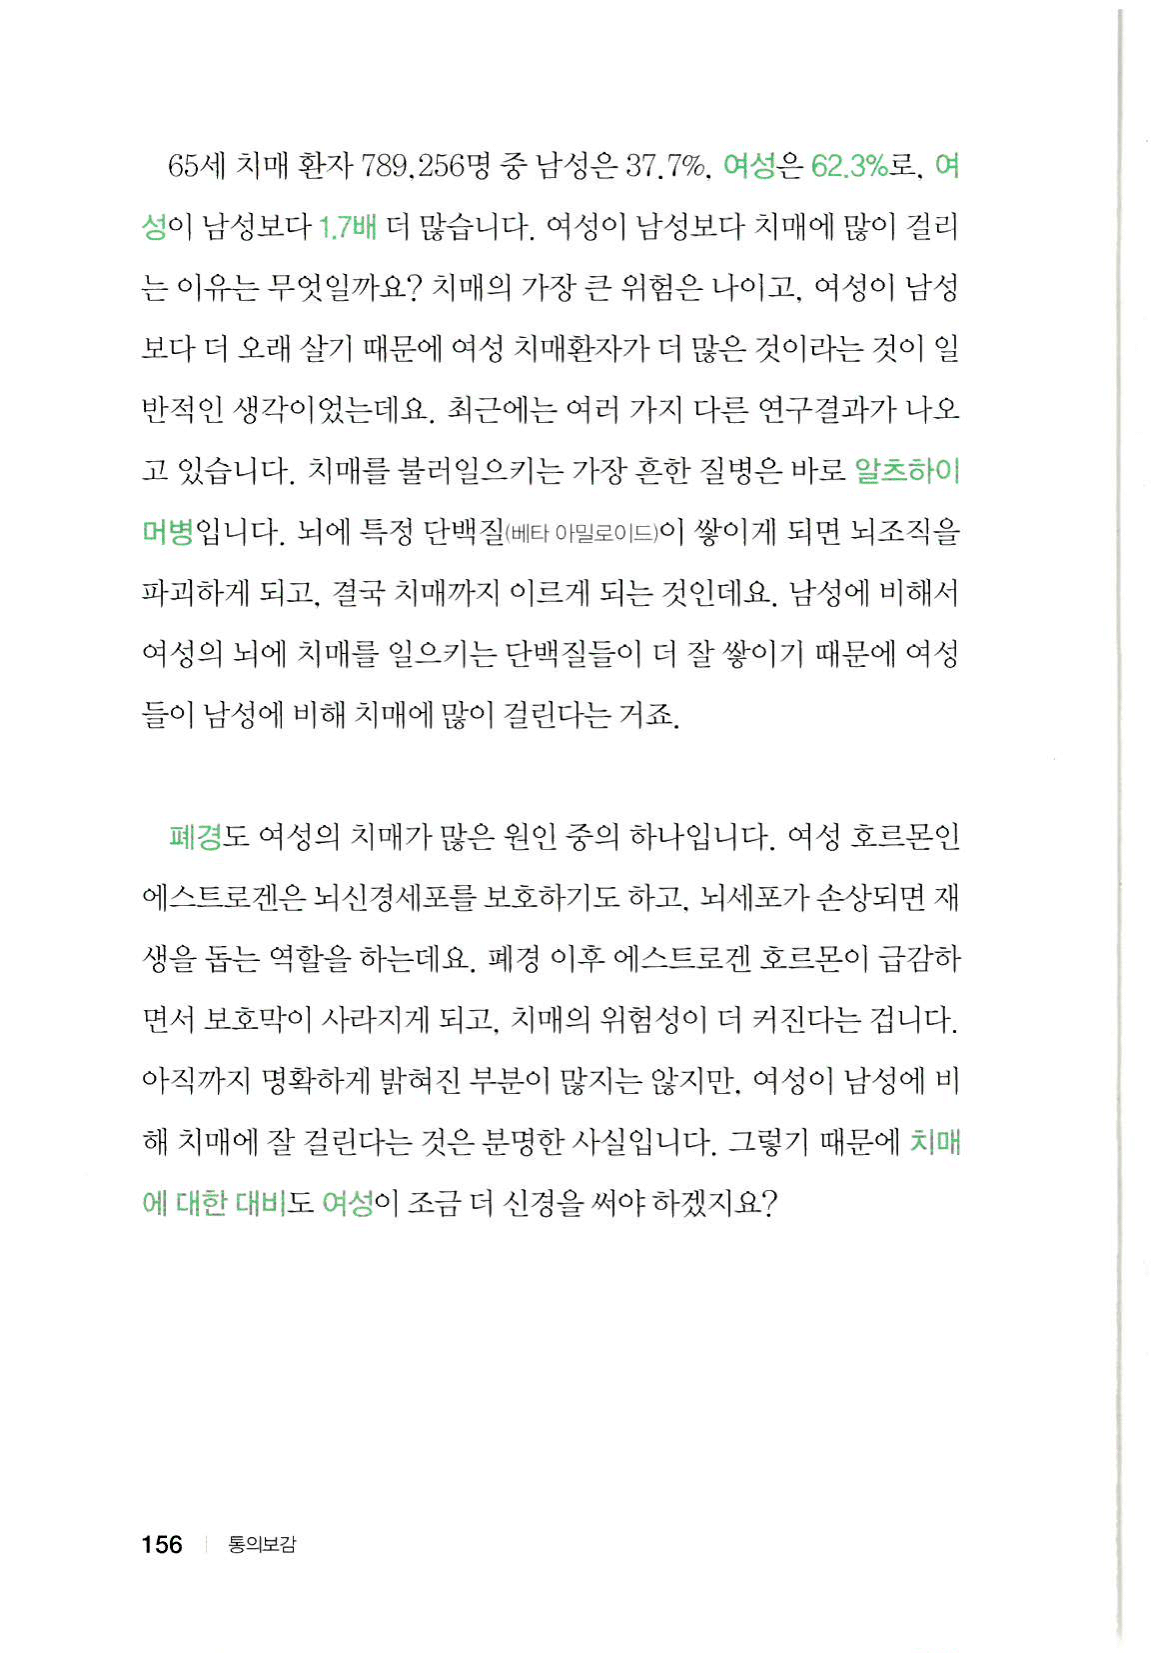 65세 치매 환자 789,256명 중 남성은 37.7%, 여성은 62.3%로, 여
성이 남성보다 1.7배 더 많습니다. 여성이 남성보다 치매에 많이 걸리
는 이유는 무엇일까요? 치매의 가장 큰 위험은 나이고, 여성이 남성
보다 더 오래 살기 때문에 여성 치매환자가 더 많은 것이라는 것이 일
반적인 생각이었는데요. 최근에는 여러 가지 다른 연구결과가 나오
고 있습니다. 치매를 불러일으키는 가장 흔한 질병은 바로 알츠하이
머병입니다. 뇌에 특정 단백질(베타 아밀로이드)이 쌓이게 되면 뇌조직을
파괴하게 되고, 결국 치매까지 이르게 되는 것인데요. 남성에 비해서
여성의 뇌에 치매를 일으키는 단백질들이 더 잘 쌓이기 때문에 여성
들이 남성에 비해 치매에 많이 걸린다는 거죠.
폐경도 여성의 치매가 많은 원인 중의 하나입니다. 여성 호르몬인
에스트로겐은 뇌신경세포를 보호하기도 하고, 뇌세포가 손상되면 재
생을 돕는 역할을 하는데요. 폐경 이후 에스트로겐 호르몬이 급감하
면서 보호막이 사라지게 되고, 치매의 위험성이 더 커진다는 겁니다.
아직까지 명확하게 밝혀진 부분이 많지는 않지만, 여성이 남성에 비
해 치매에 잘 걸린다는 것은 분명한 사실입니다. 그렇기 때문에 치매
에 대한 대비도 여성이 조금 더 신경을 써야 하겠지요?
156 | 통의보감